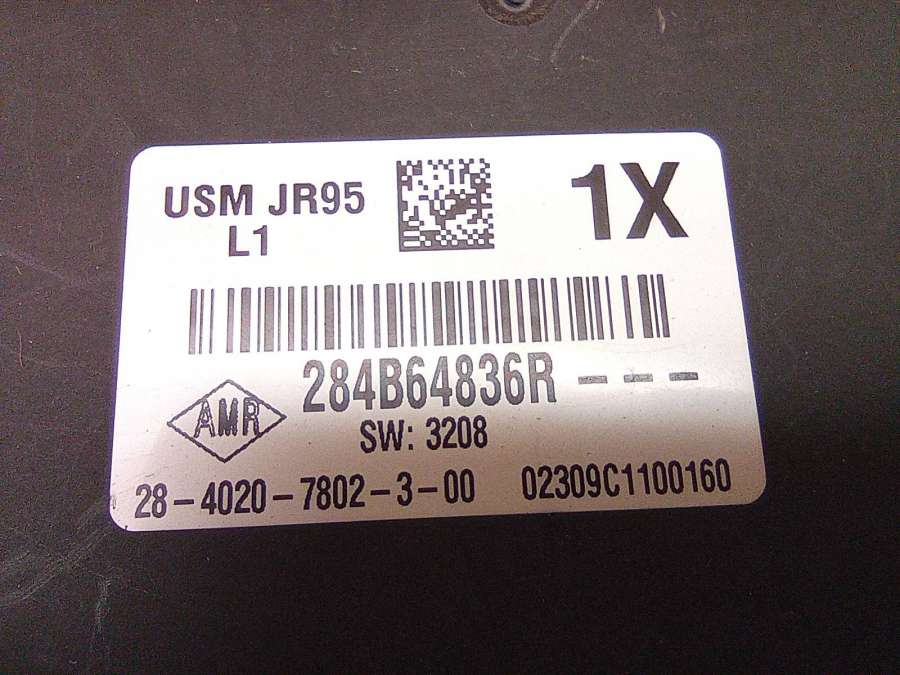 USM JR95
L1
1X
284B64836R - - -
AMR
SW: 3208
28-4020-7802-3-00 02309C1100160